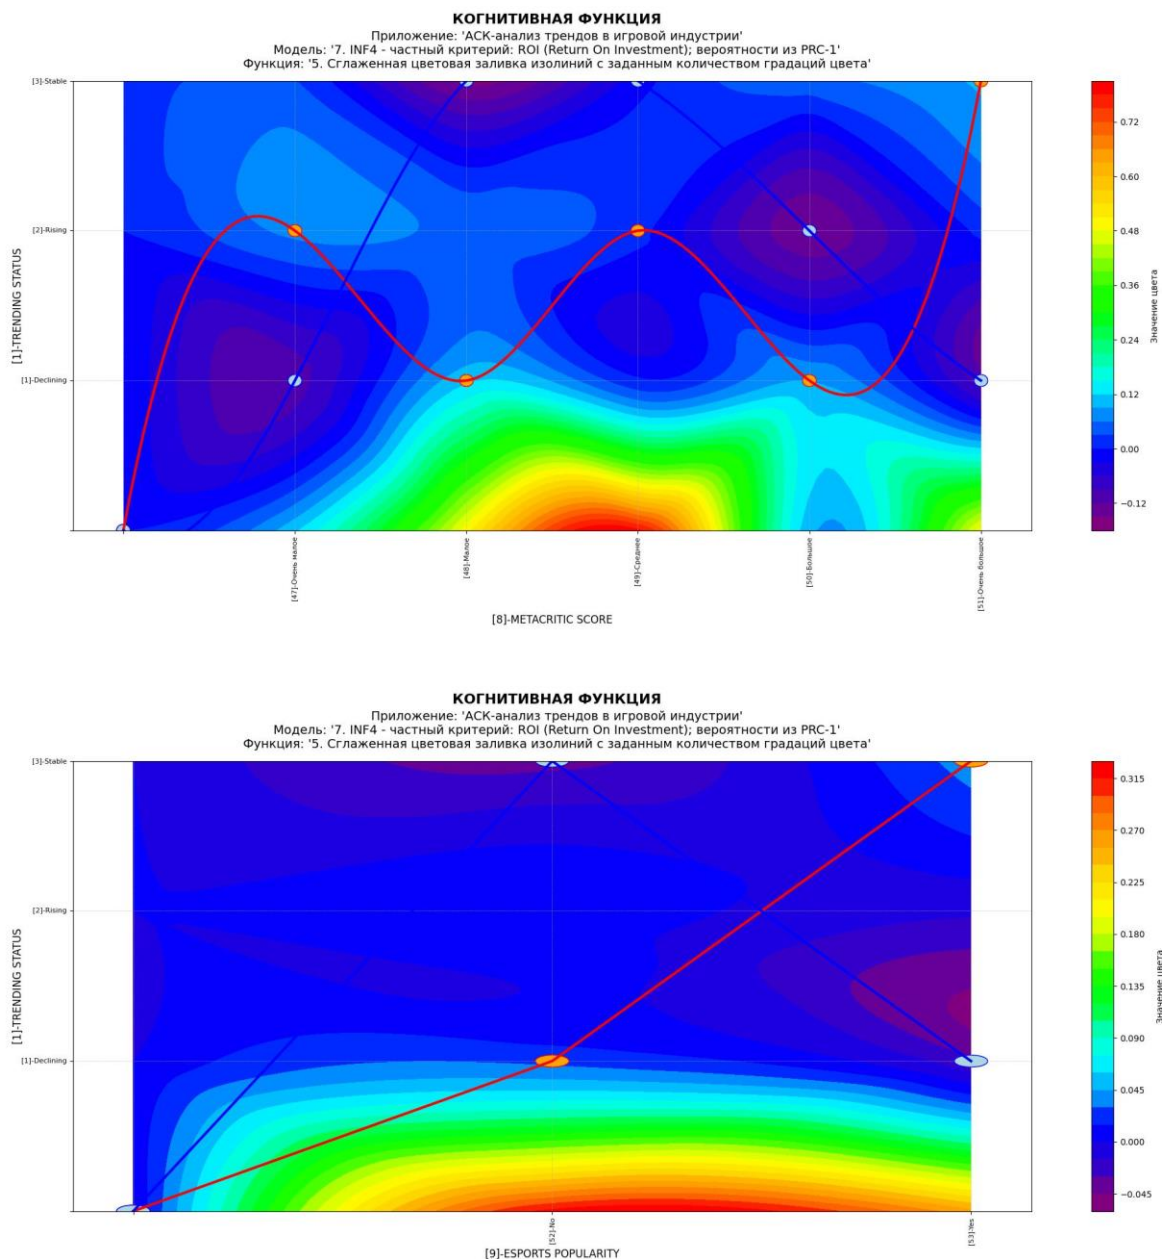 КОГНИТИВНАЯ ФУНКЦИЯ
Приложение: 'АСК-анализ трендов в игровой индустрии'
Модель: '7. INF4 - частный критерий: ROI (Return On Investment); вероятности из PRC-1'
Функция: '5. Сглаженная цветовая заливка изолиний с заданным количеством градаций цвета'
[3]-Stable
[2]-Rising
[1]-Declining
[1]-TRENDING STATUS
[47]-Очень малое
[48]-Малое
[49]-Среднее
[50]-Большое
[51]-Очень большое
[8]-METACRITIC SCORE
0.72
0.60
0.48
0.36
0.24
0.12
0.00
−0.12
Значение цвета
КОГНИТИВНАЯ ФУНКЦИЯ
Приложение: 'АСК-анализ трендов в игровой индустрии'
Модель: '7. INF4 - частный критерий: ROI (Return On Investment); вероятности из PRC-1'
Функция: '5. Сглаженная цветовая заливка изолиний с заданным количеством градаций цвета'
[3]-Stable
[2]-Rising
[1]-Declining
[1]-TRENDING STATUS
[52]-No
[53]-Yes
[9]-ESPORTS POPULARITY
0.315
0.270
0.225
0.180
0.135
0.090
0.045
0.000
−0.045
Значение цвета